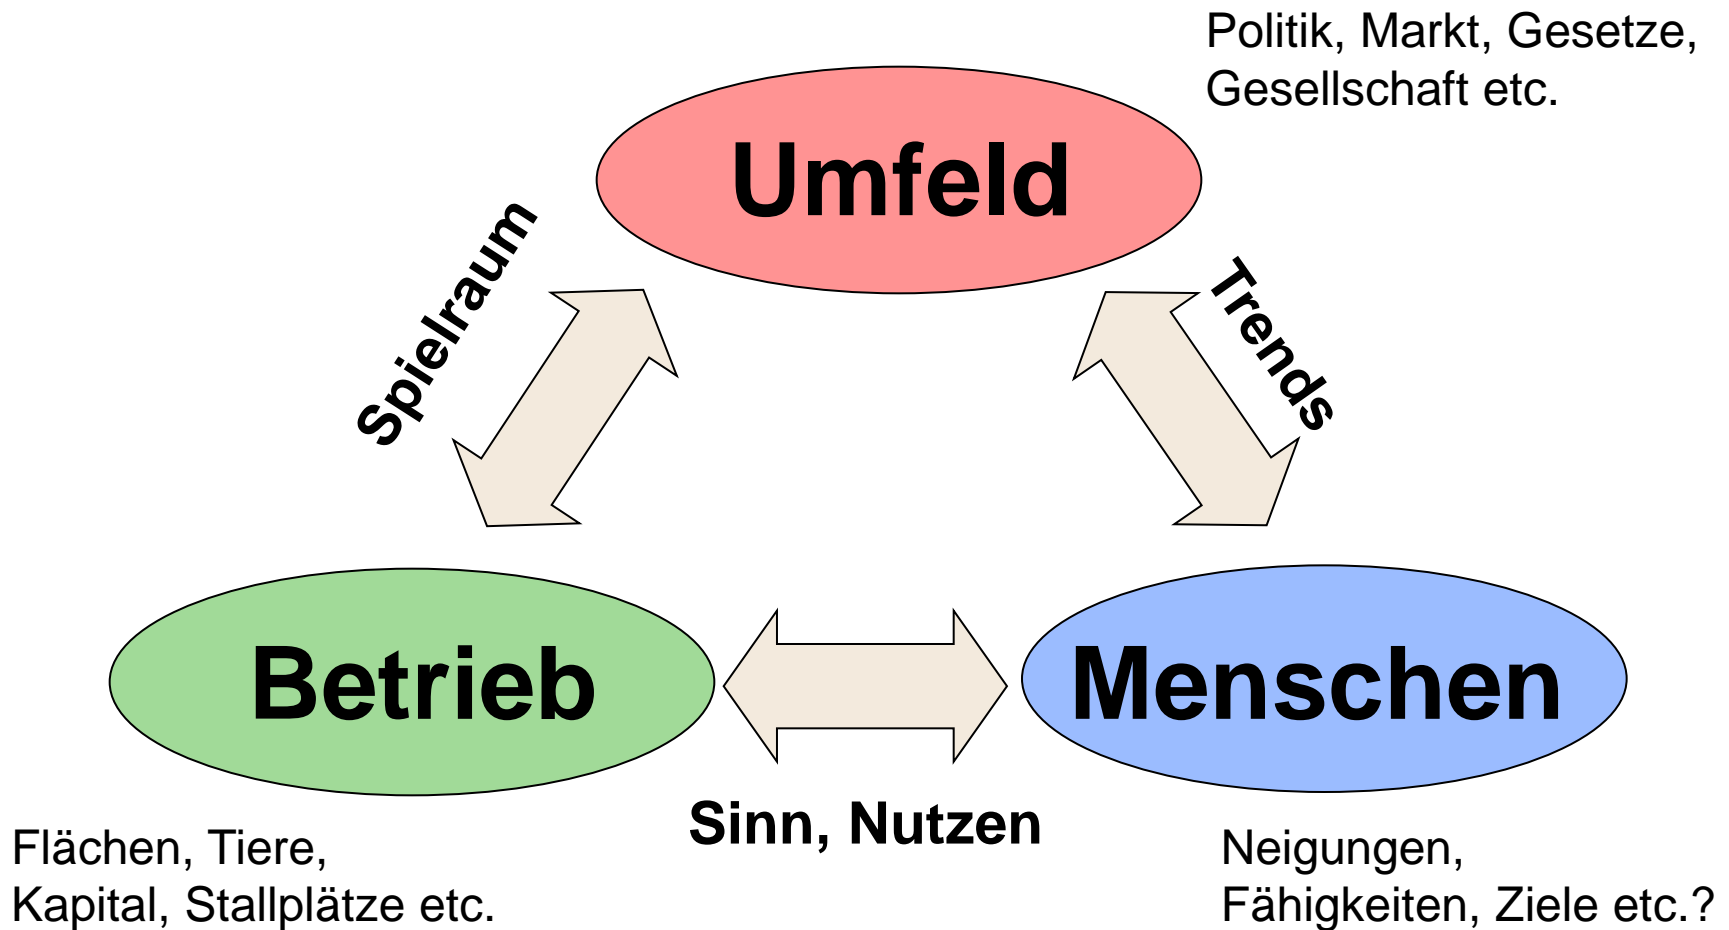 Politik, Markt, Gesetze,
Gesellschaft etc.
Umfeld
Spielraum
Trends
Betrieb
Menschen
Sinn, Nutzen
Flächen, Tiere,
Kapital, Stallplätze etc.
Neigungen,
Fähigkeiten, Ziele etc.?